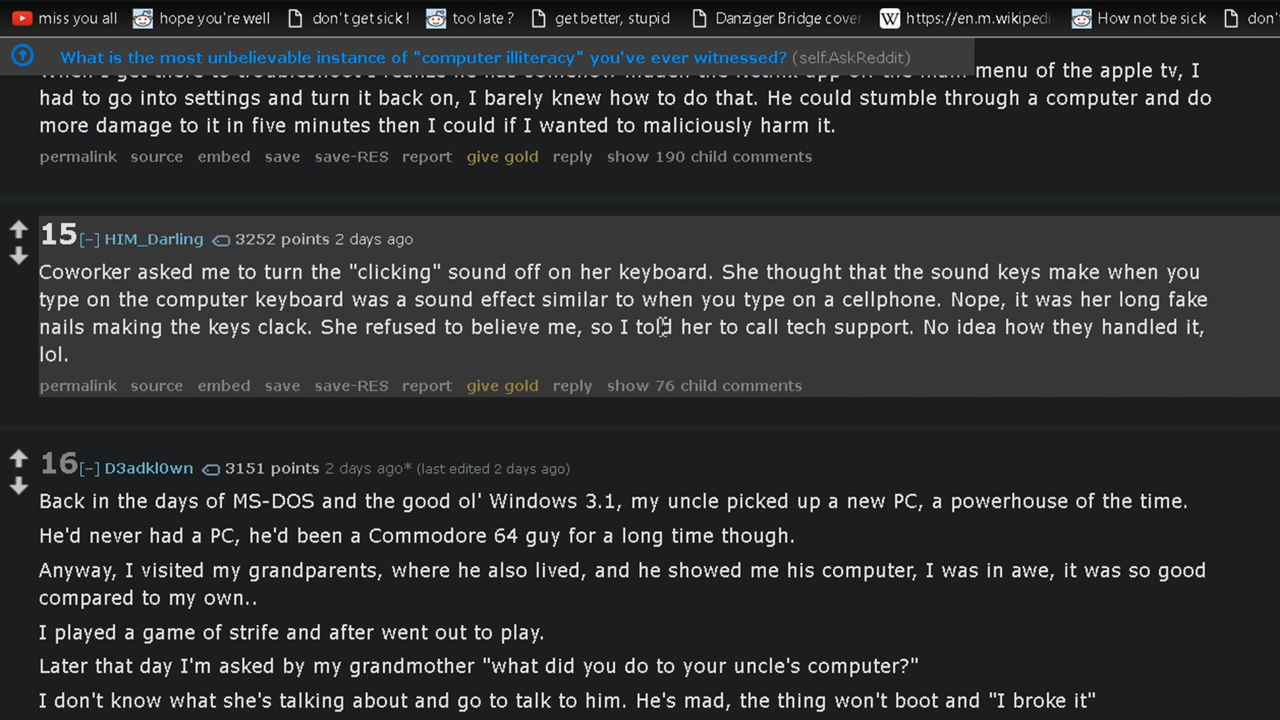 miss you all hope you're well don't get sick ! too late ? get better, stupid Danziger Bridge cover https://en.m.wikipedi How not be sick don'
What is the most unbelievable instance of "computer illiteracy" you've ever witnessed? (self.AskReddit)
menu of the apple tv, I
had to go into settings and turn it back on, I barely knew how to do that. He could stumble through a computer and do
more damage to it in five minutes then I could if I wanted to maliciously harm it.
permalink source embed save save-RES report give gold reply show 190 child comments
15 [–] HIM_Darling 3252 points 2 days ago
Coworker asked me to turn the "clicking" sound off on her keyboard. She thought that the sound keys make when you
type on the computer keyboard was a sound effect similar to when you type on a cellphone. Nope, it was her long fake
nails making the keys clack. She refused to believe me, so I told her to call tech support. No idea how they handled it,
lol.
permalink source embed save save-RES report give gold reply show 76 child comments
16 [–] D3adkl0wn 3151 points 2 days ago* (last edited 2 days ago)
Back in the days of MS-DOS and the good ol' Windows 3.1, my uncle picked up a new PC, a powerhouse of the time.
He'd never had a PC, he'd been a Commodore 64 guy for a long time though.
Anyway, I visited my grandparents, where he also lived, and he showed me his computer, I was in awe, it was so good
compared to my own..
I played a game of strife and after went out to play.
Later that day I'm asked by my grandmother "what did you do to your uncle's computer?"
I don't know what she's talking about and go to talk to him. He's mad, the thing won't boot and "I broke it"